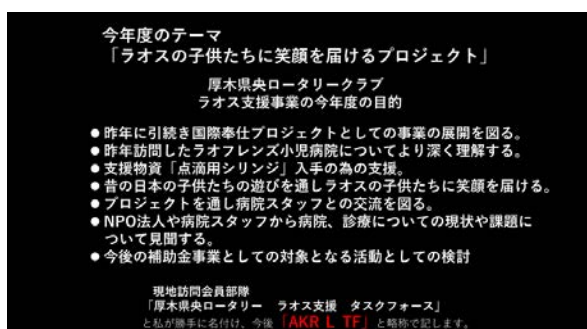 今年度のテーマ
「ラオスの子供たちに笑顔を届けるプロジェクト」
厚木県央ロータリークラブ
ラオス支援事業の今年度の目的
●昨年に引続き国際奉仕プロジェクトとしての事業の展開を図る。
●昨年訪問したラオフレンズ小児病院についてより深く理解する。
●支援物資「点滴用シリンジ」入手の為の支援。
●昔の日本の子供たちの遊びを通しラオスの子供たちに笑顔を届ける。
●プロジェクトを通し病院スタッフとの交流を図る。
●NPO法人や病院スタッフから病院、診療についての現状や課題に
ついて見聞する。
●今後の補助金事業としての対象となる活動としての検討
現地訪問会員部隊
「厚木県央ロータリー　ラオス支援　タスクフォース」
と私が勝手に名付け、今後「AKR L TF」と略称で記します。